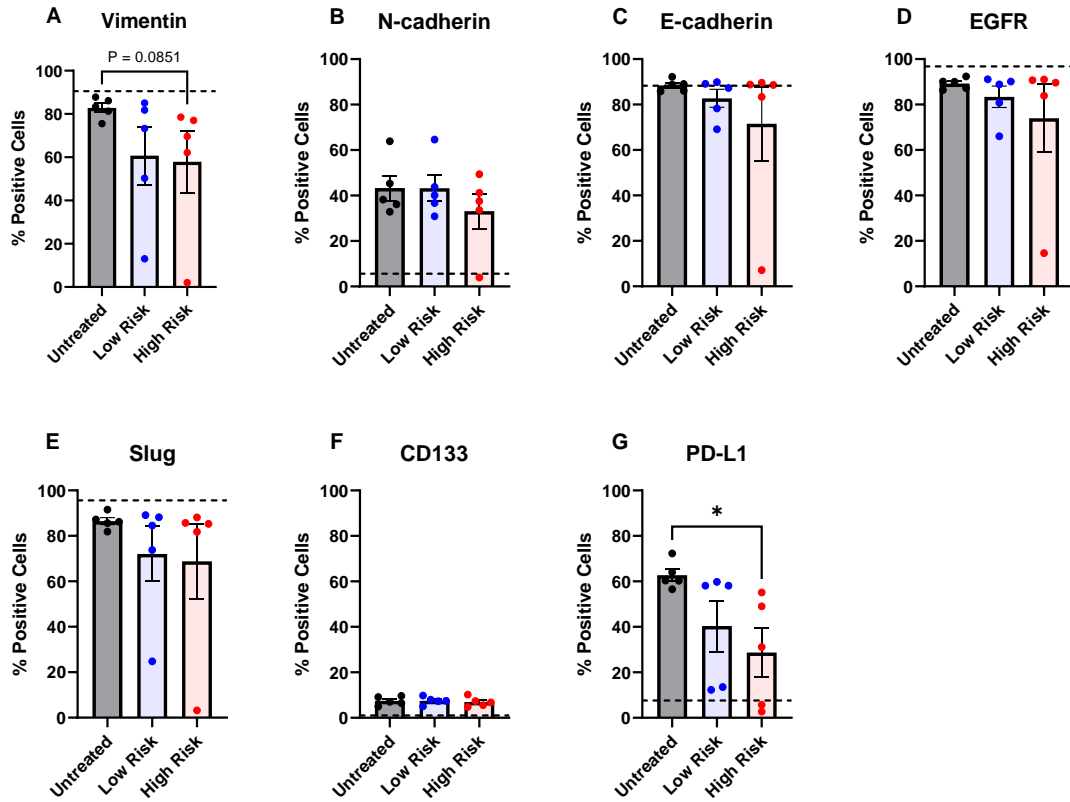 A
Vimentin
P = 0.0851
% Positive Cells
100
80
60
40
20
0
Untreated
Low Risk
High Risk
B
N-cadherin
% Positive Cells
100
80
60
40
20
0
Untreated
Low Risk
High Risk
C
E-cadherin
% Positive Cells
100
80
60
40
20
0
Untreated
Low Risk
High Risk
D
EGFR
% Positive Cells
100
80
60
40
20
0
Untreated
Low Risk
High Risk
E
Slug
% Positive Cells
100
80
60
40
20
0
Untreated
Low Risk
High Risk
F
CD133
% Positive Cells
100
80
60
40
20
0
Untreated
Low Risk
High Risk
G
PD-L1
*
% Positive Cells
100
80
60
40
20
0
Untreated
Low Risk
High Risk